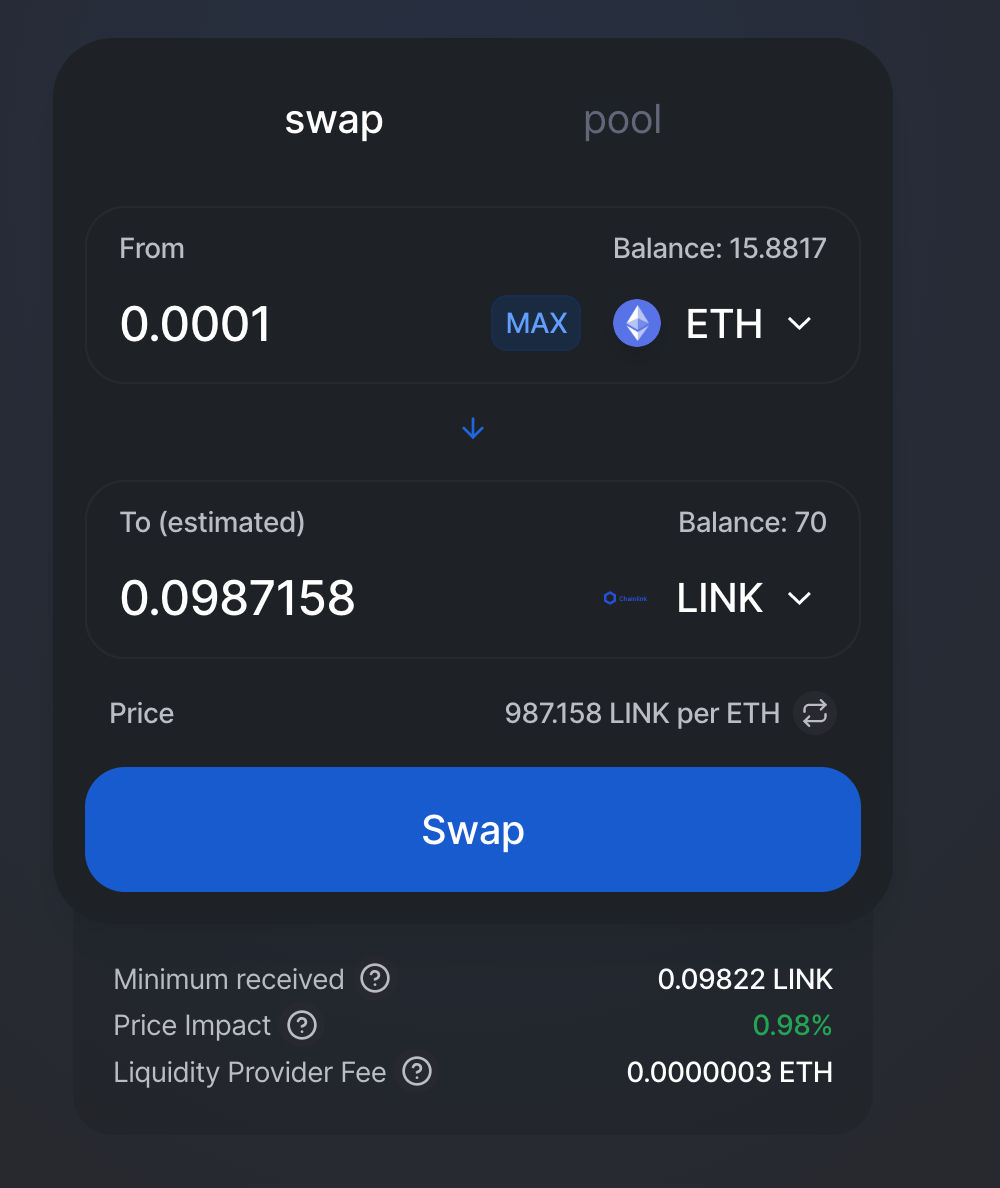 swap pool
From Balance: 15.8817
0.0001 MAX ETH
To (estimated) Balance: 70
0.0987158 Chainlink LINK
Price 987.158 LINK per ETH
Swap
Minimum received ? 0.09822 LINK
Price Impact ? 0.98%
Liquidity Provider Fee ? 0.0000003 ETH